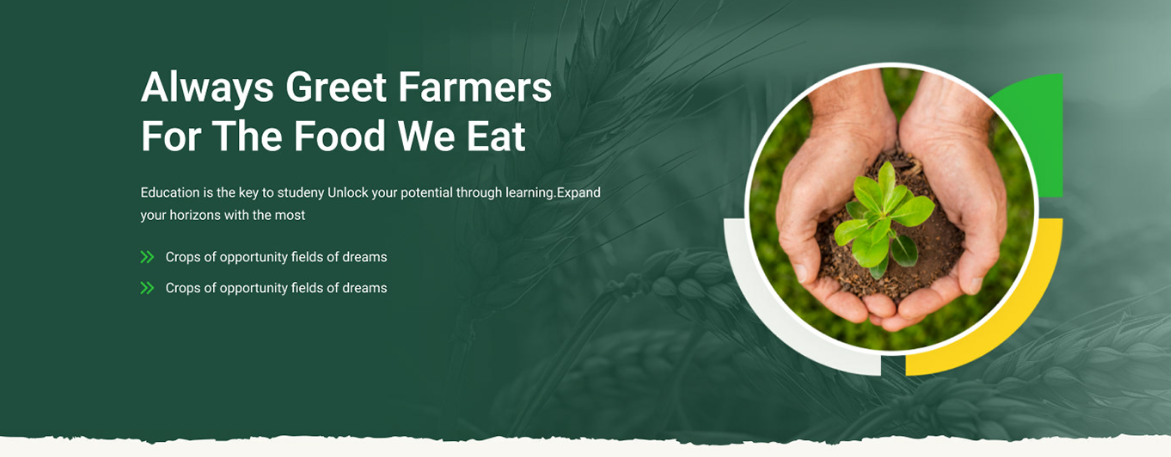 Always Greet Farmers
For The Food We Eat
Education is the key to studeny Unlock your potential through learning.Expand
your horizons with the most
Crops of opportunity fields of dreams
Crops of opportunity fields of dreams